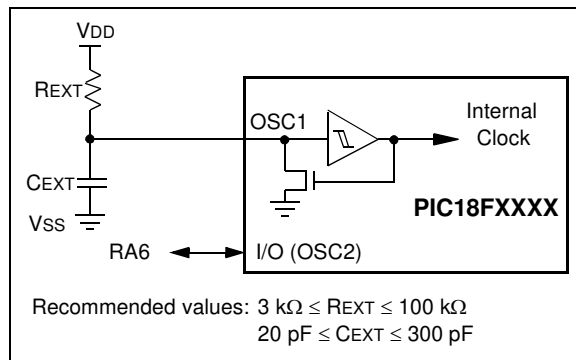 VDD
REXT
OSC1
Internal
Clock
CEXT
PIC18FXXXX
VSS
RA6
I/O (OSC2)
Recommended values: 3 kΩ ≤ REXT ≤ 100 kΩ
20 pF ≤ CEXT ≤ 300 pF